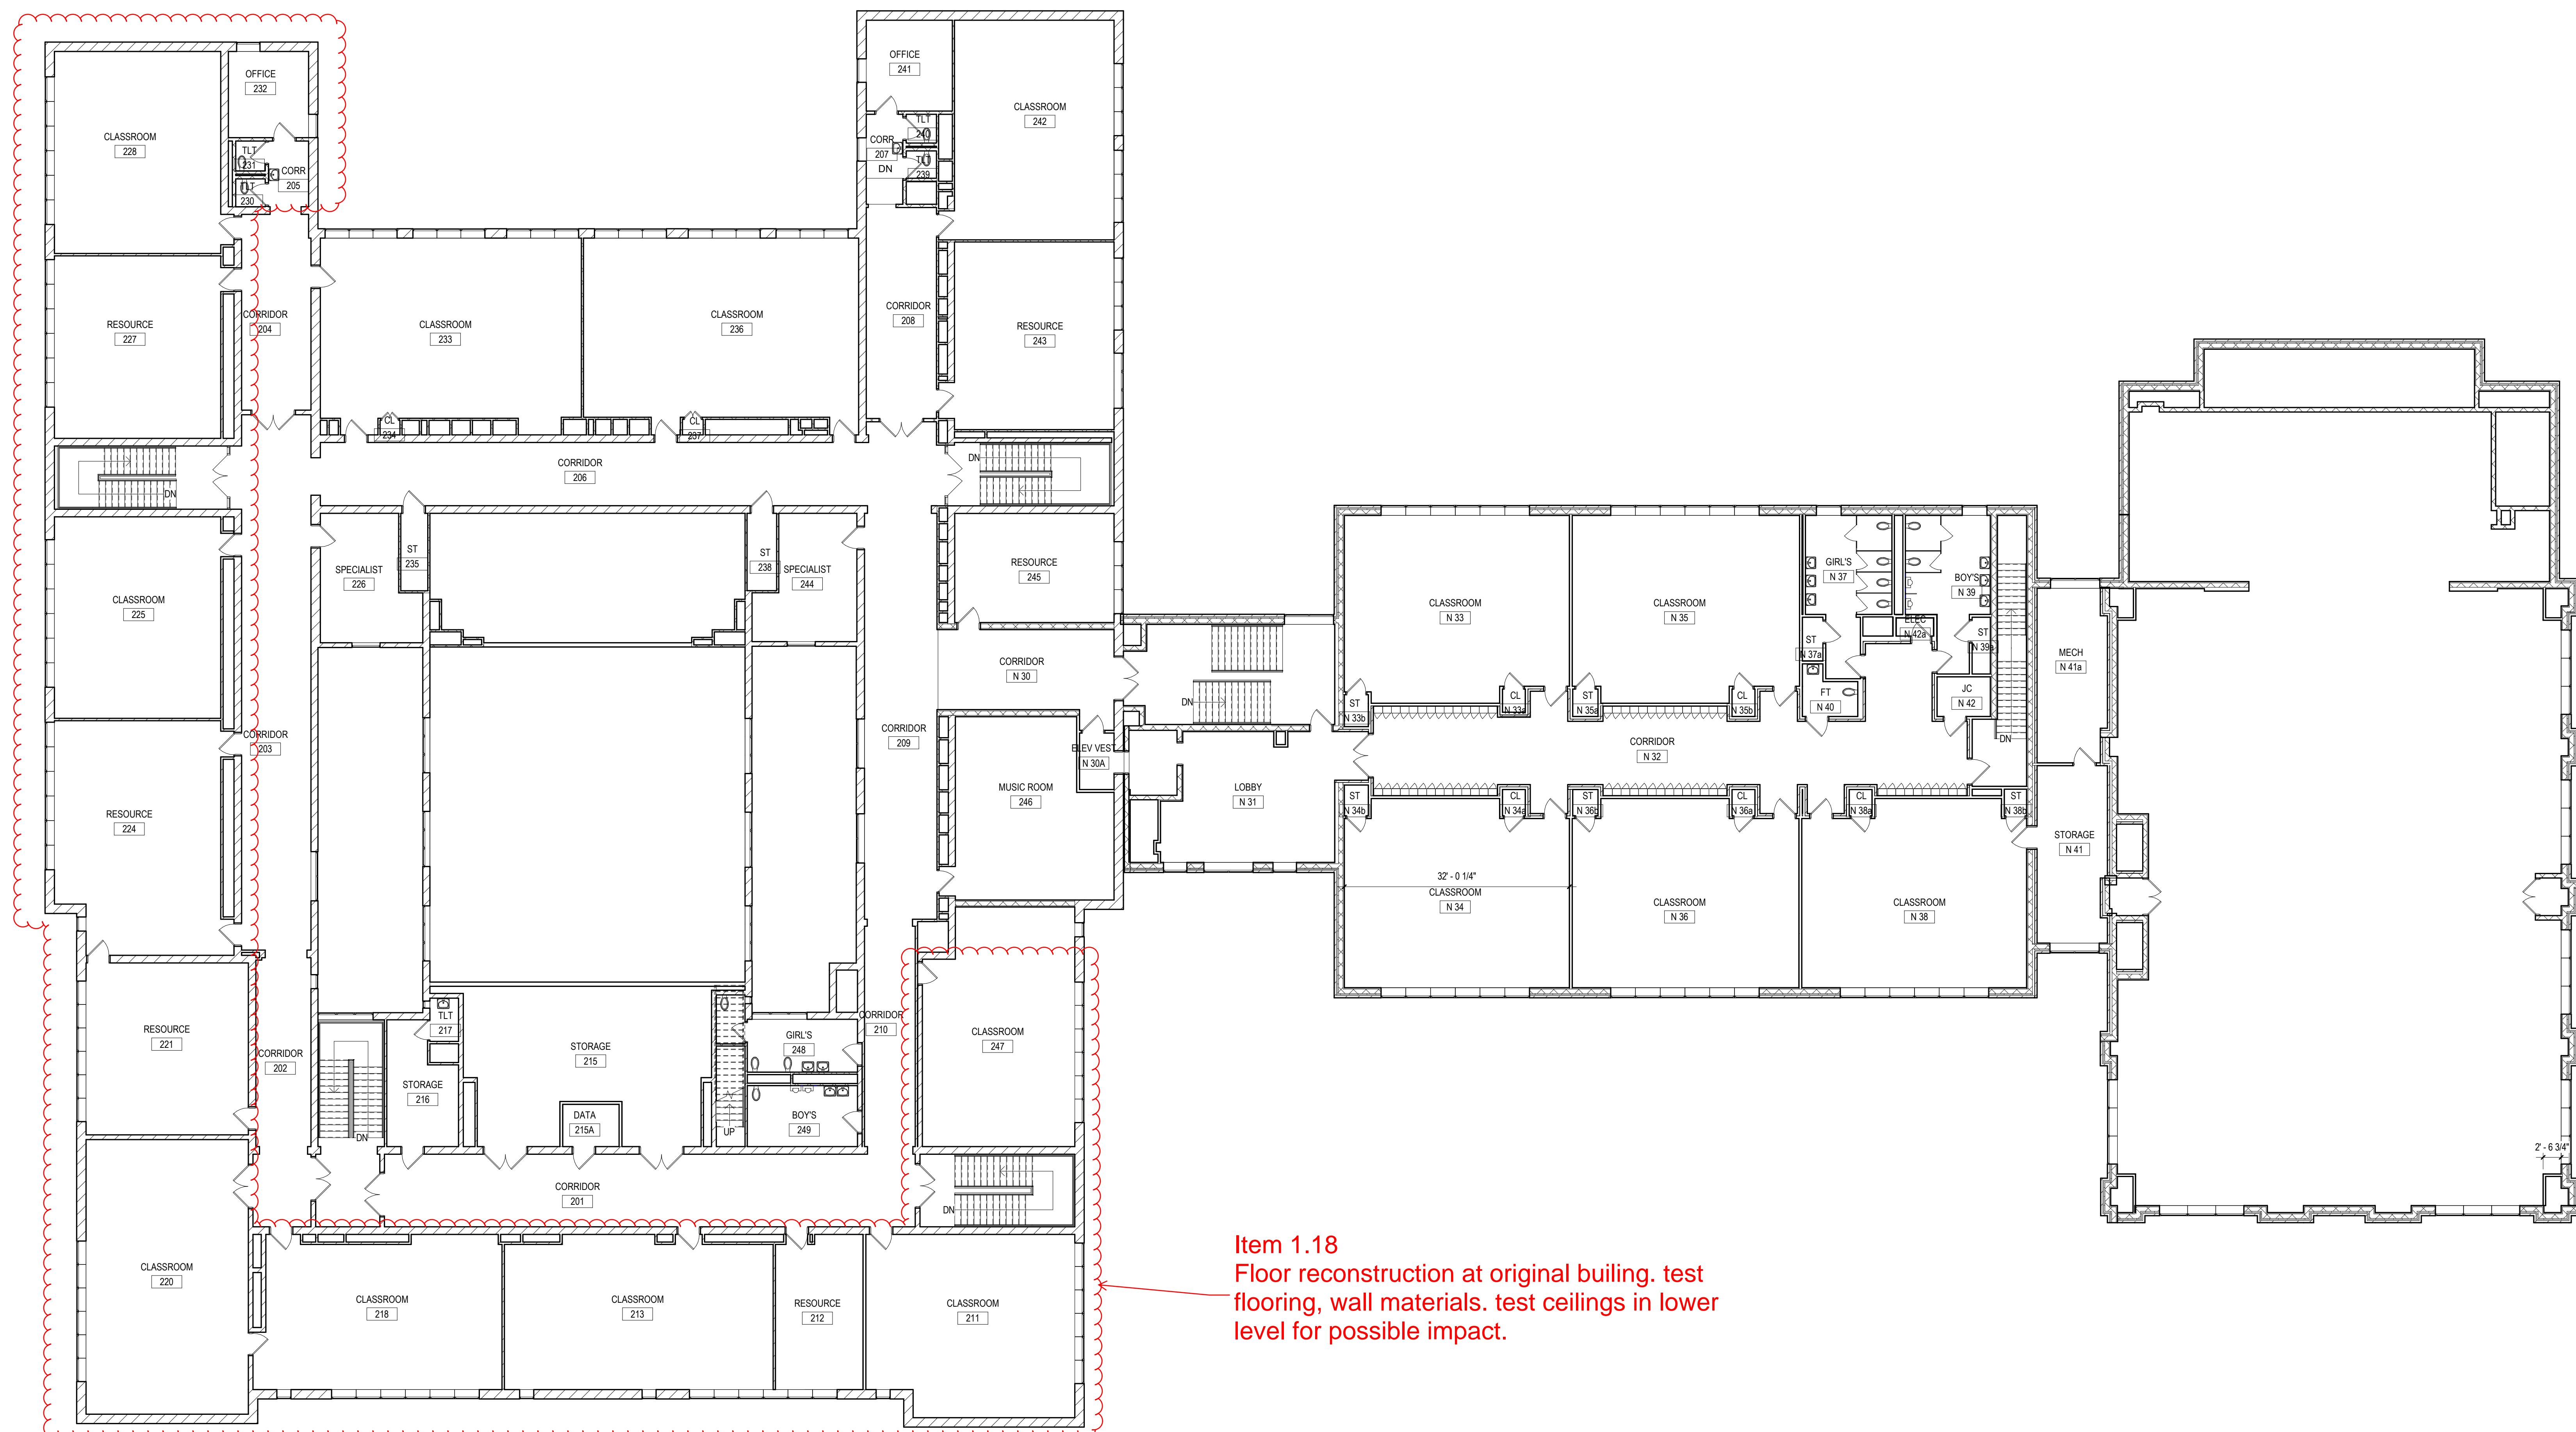 OFFICE
232
OFFICE
241
CLASSROOM
228
CLASSROOM
242
TLT
231
CORR
205
TLT
230
TLT
240
CORR
207
DN
TLT
239
RESOURCE
227
CORRIDOR
204
CLASSROOM
233
CLASSROOM
236
CORRIDOR
208
RESOURCE
243
CL
234
CL
237
DN
CORRIDOR
206
DN
SPECIALIST
226
ST
235
ST
238
SPECIALIST
244
RESOURCE
245
CLASSROOM
225
CORRIDOR
N 30
CORRIDOR
203
CORRIDOR
209
RESOURCE
224
MUSIC ROOM
246
ELEV VEST
N 30A
DN
LOBBY
N 31
CLASSROOM
N 33
CLASSROOM
N 35
GIRL'S
N 37
BOY'S
N 39
ELEC
N 42a
ST
N 37a
ST
N 39a
MECH
N 41a
ST
N 33b
CL
N 33a
ST
N 35a
CL
N 35b
FT
N 40
JC
N 42
CORRIDOR
N 32
DN
ST
N 34b
CL
N 34a
ST
N 36b
CL
N 36a
CL
N 38a
ST
N 38b
STORAGE
N 41
32' - 0 1/4"
CLASSROOM
N 34
CLASSROOM
N 36
CLASSROOM
N 38
RESOURCE
221
CORRIDOR
202
TLT
217
STORAGE
216
STORAGE
215
DATA
215A
GIRL'S
248
BOY'S
249
CORRIDOR
210
CLASSROOM
247
DN
UP
CORRIDOR
201
DN
2' - 6 3/4"
CLASSROOM
220
CLASSROOM
218
CLASSROOM
213
RESOURCE
212
CLASSROOM
211
Item 1.18
Floor reconstruction at original builing. test
flooring, wall materials. test ceilings in lower
level for possible impact.